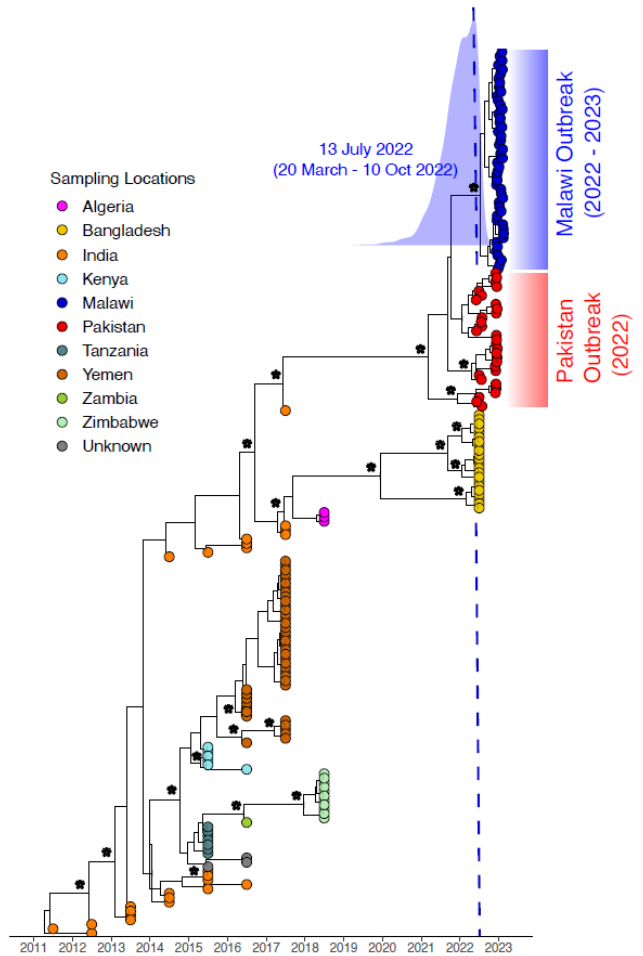 13 July 2022
(20 March - 10 Oct 2022)
Malawi Outbreak
(2022 - 2023)
Pakistan
Outbreak
(2022)
Sampling Locations
Algeria
Bangladesh
India
Kenya
Malawi
Pakistan
Tanzania
Yemen
Zambia
Zimbabwe
Unknown
2011 2012 2013 2014 2015 2016 2017 2018 2019 2020 2021 2022 2023